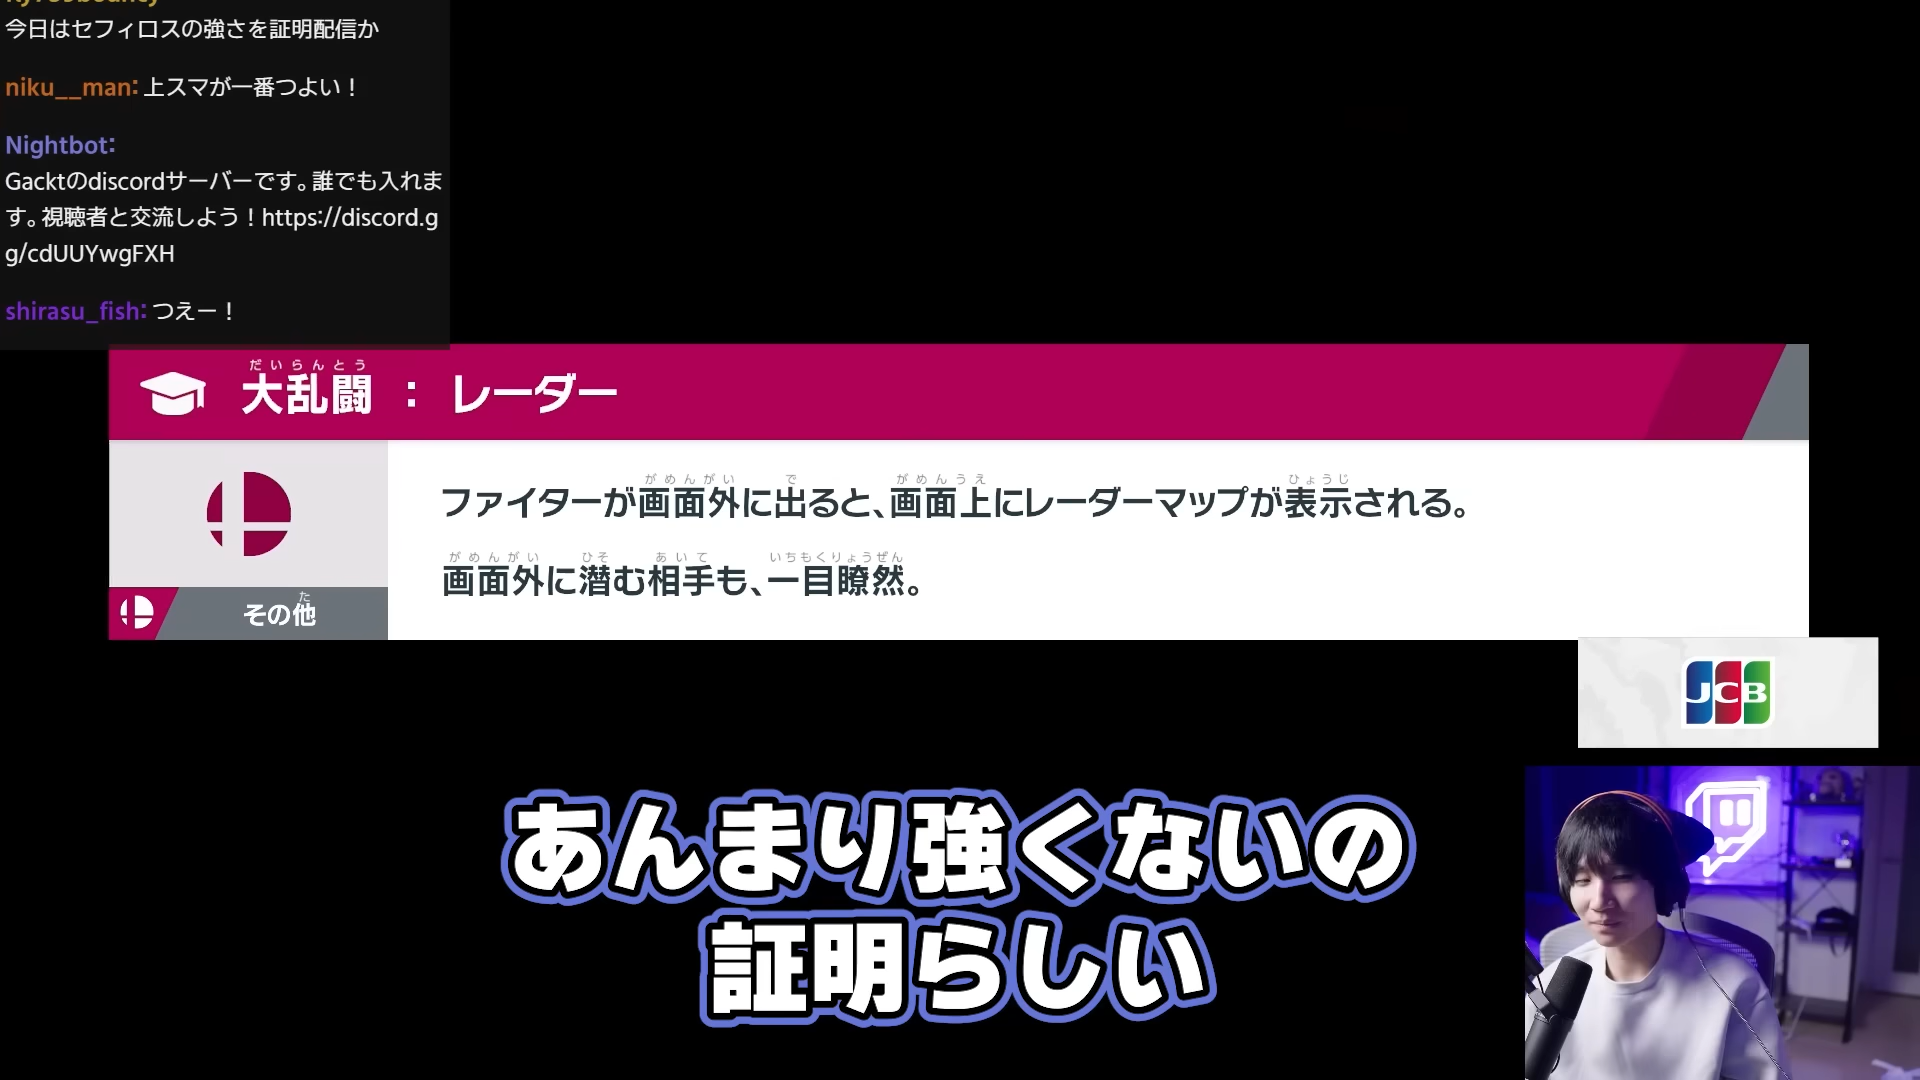 今日はセフィロスの強さを証明配信か
niku__man: 上スマが一番つよい！
Nightbot:
Gacktのdiscordサーバーです。誰でも入れま
す。視聴者と交流しよう！https://discord.g
g/cdUUYwgFXH
shirasu_fish: つえー！
だいらんとう
大乱闘 ： レーダー
がめんがい で がめんうえ ひょうじ
ファイターが画面外に出ると、画面上にレーダーマップが表示される。
がめんがい ひそ あいて いちもくりょうぜん
画面外に潜む相手も、一目瞭然。
た
その他
JCB
あんまり強くないの
証明らしい